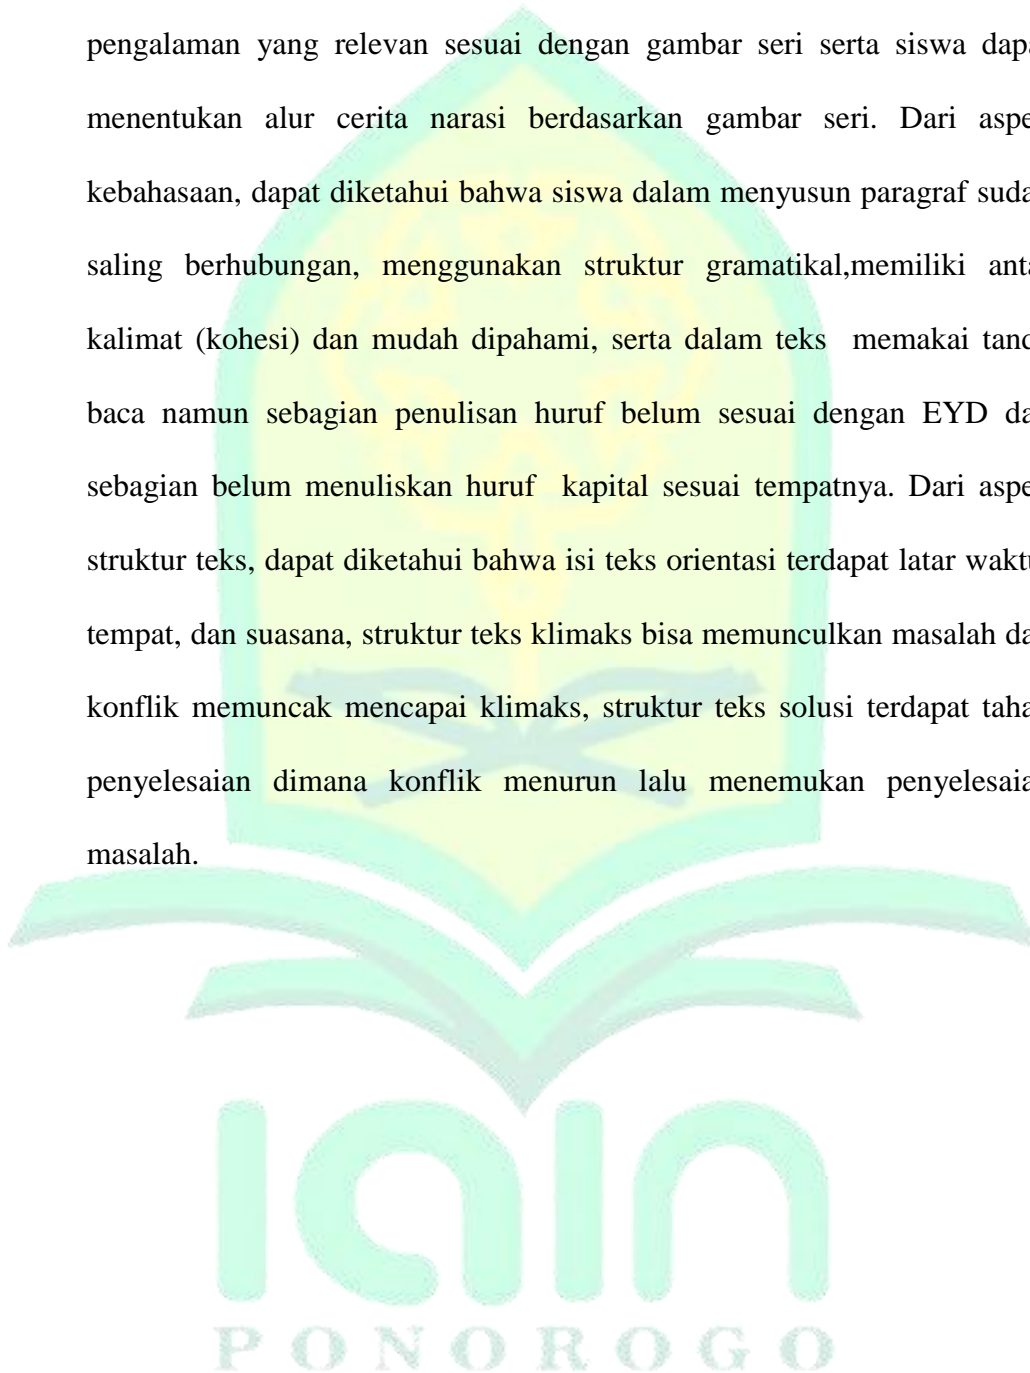 pengalaman yang relevan sesuai dengan gambar seri serta siswa dapa
menentukan alur cerita narasi berdasarkan gambar seri. Dari aspe
kebahasaan, dapat diketahui bahwa siswa dalam menyusun paragraf suda
saling berhubungan, menggunakan struktur gramatikal,memiliki anta
kalimat (kohesi) dan mudah dipahami, serta dalam teks memakai tand
baca namun sebagian penulisan huruf belum sesuai dengan EYD da
sebagian belum menuliskan huruf kapital sesuai tempatnya. Dari aspe
struktur teks, dapat diketahui bahwa isi teks orientasi terdapat latar waktu
tempat, dan suasana, struktur teks klimaks bisa memunculkan masalah da
konflik memuncak mencapai klimaks, struktur teks solusi terdapat taha
penyelesaian dimana konflik menurun lalu menemukan penyelesaia
masalah.
iain
PONOROGO